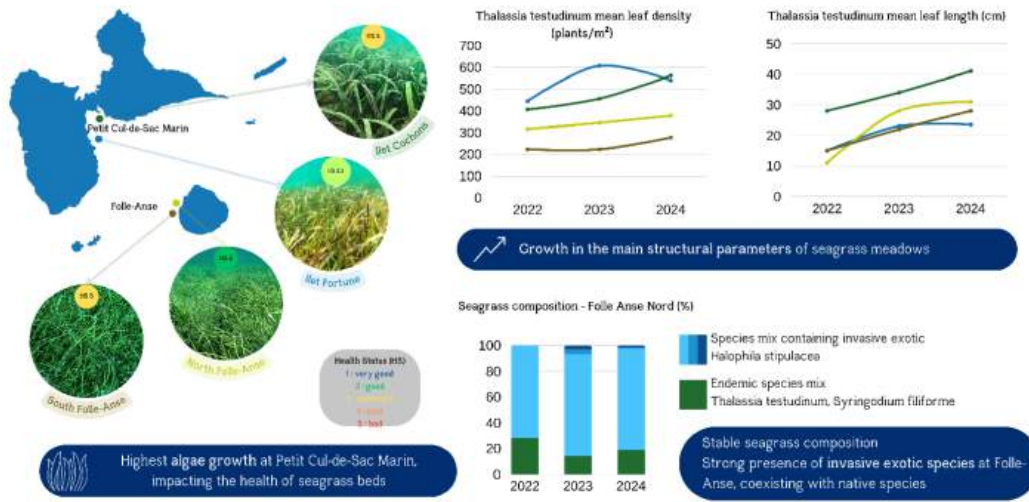 Petit Cul-de-Sac Marin
Folle-Anse
Ilet Cochons
Ilet Fortune
North Folle-Anse
South Folle-Anse
HS 3
Health Status (HS)
1 : very good
2 : good
Highest algae growth at Petit Cul-de-Sac Marin,
impacting the health of seagrass beds
Thalassia testudinum mean leaf density
(plants/m²)
700
600
500
400
300
200
100
0
2022
2023
2024
Thalassia testudinum mean leaf length (cm)
50
40
30
20
10
0
2022
2023
2024
Growth in the main structural parameters of seagrass meadows
Seagrass composition - Folle Anse Nord (%)
100
80
60
40
20
0
2022
2023
2024
Species mix containing invasive exotic
Halophila stipulacea
Endemic species mix
Thalassia testudinum, Syringodium filiforme
Stable seagrass composition
Strong presence of invasive exotic species at Folle-
Anse, coexisting with native species